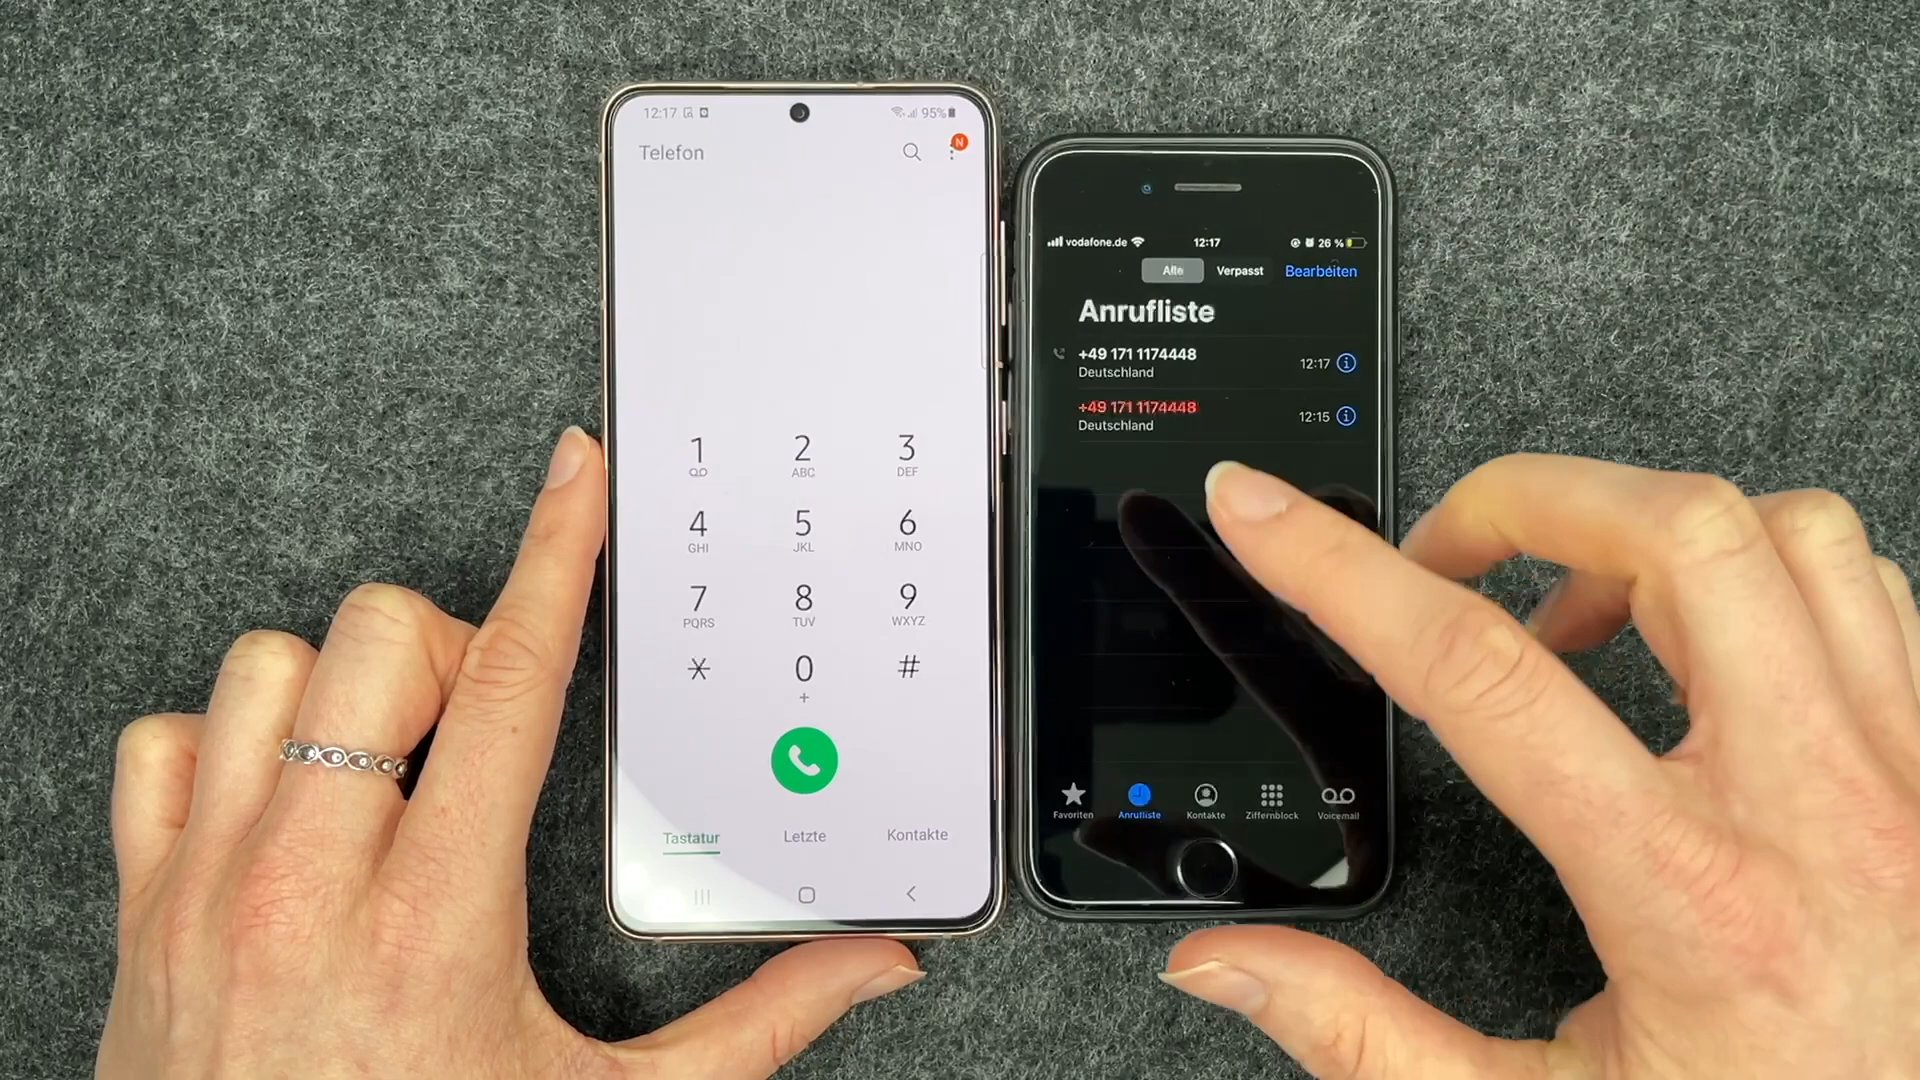 12:17
95%
Telefon
N
1
2
ABC
3
DEF
4
GHI
5
JKL
6
MNO
7
PQRS
8
TUV
9
WXYZ
*
0
+
#
Tastatur
Letzte
Kontakte
vodafone.de
12:17
26 %
Alle
Verpasst
Bearbeiten
Anrufliste
+49 171 1174448
Deutschland
12:17
+49 171 1174448
Deutschland
12:15
Favoriten
Anrufliste
Kontakte
Ziffernblock
Voicemail